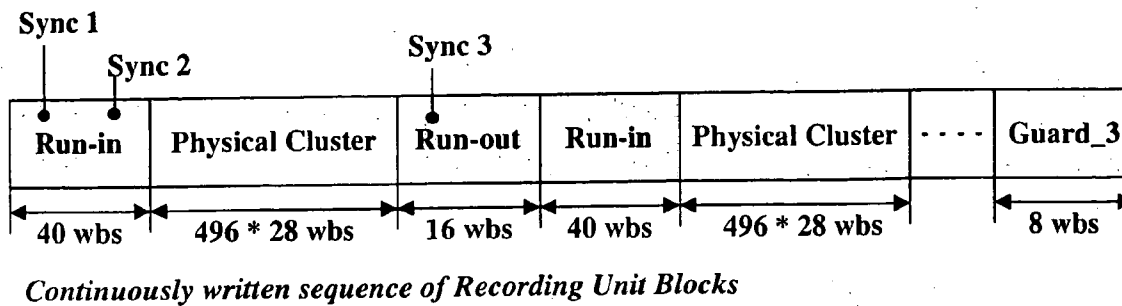 Sync 1
Sync 2
Sync 3
Run-in Physical Cluster Run-out Run-in Physical Cluster - - - - Guard_3
40 wbs 496 * 28 wbs 16 wbs 40 wbs 496 * 28 wbs 8 wbs
Continuously written sequence of Recording Unit Blocks